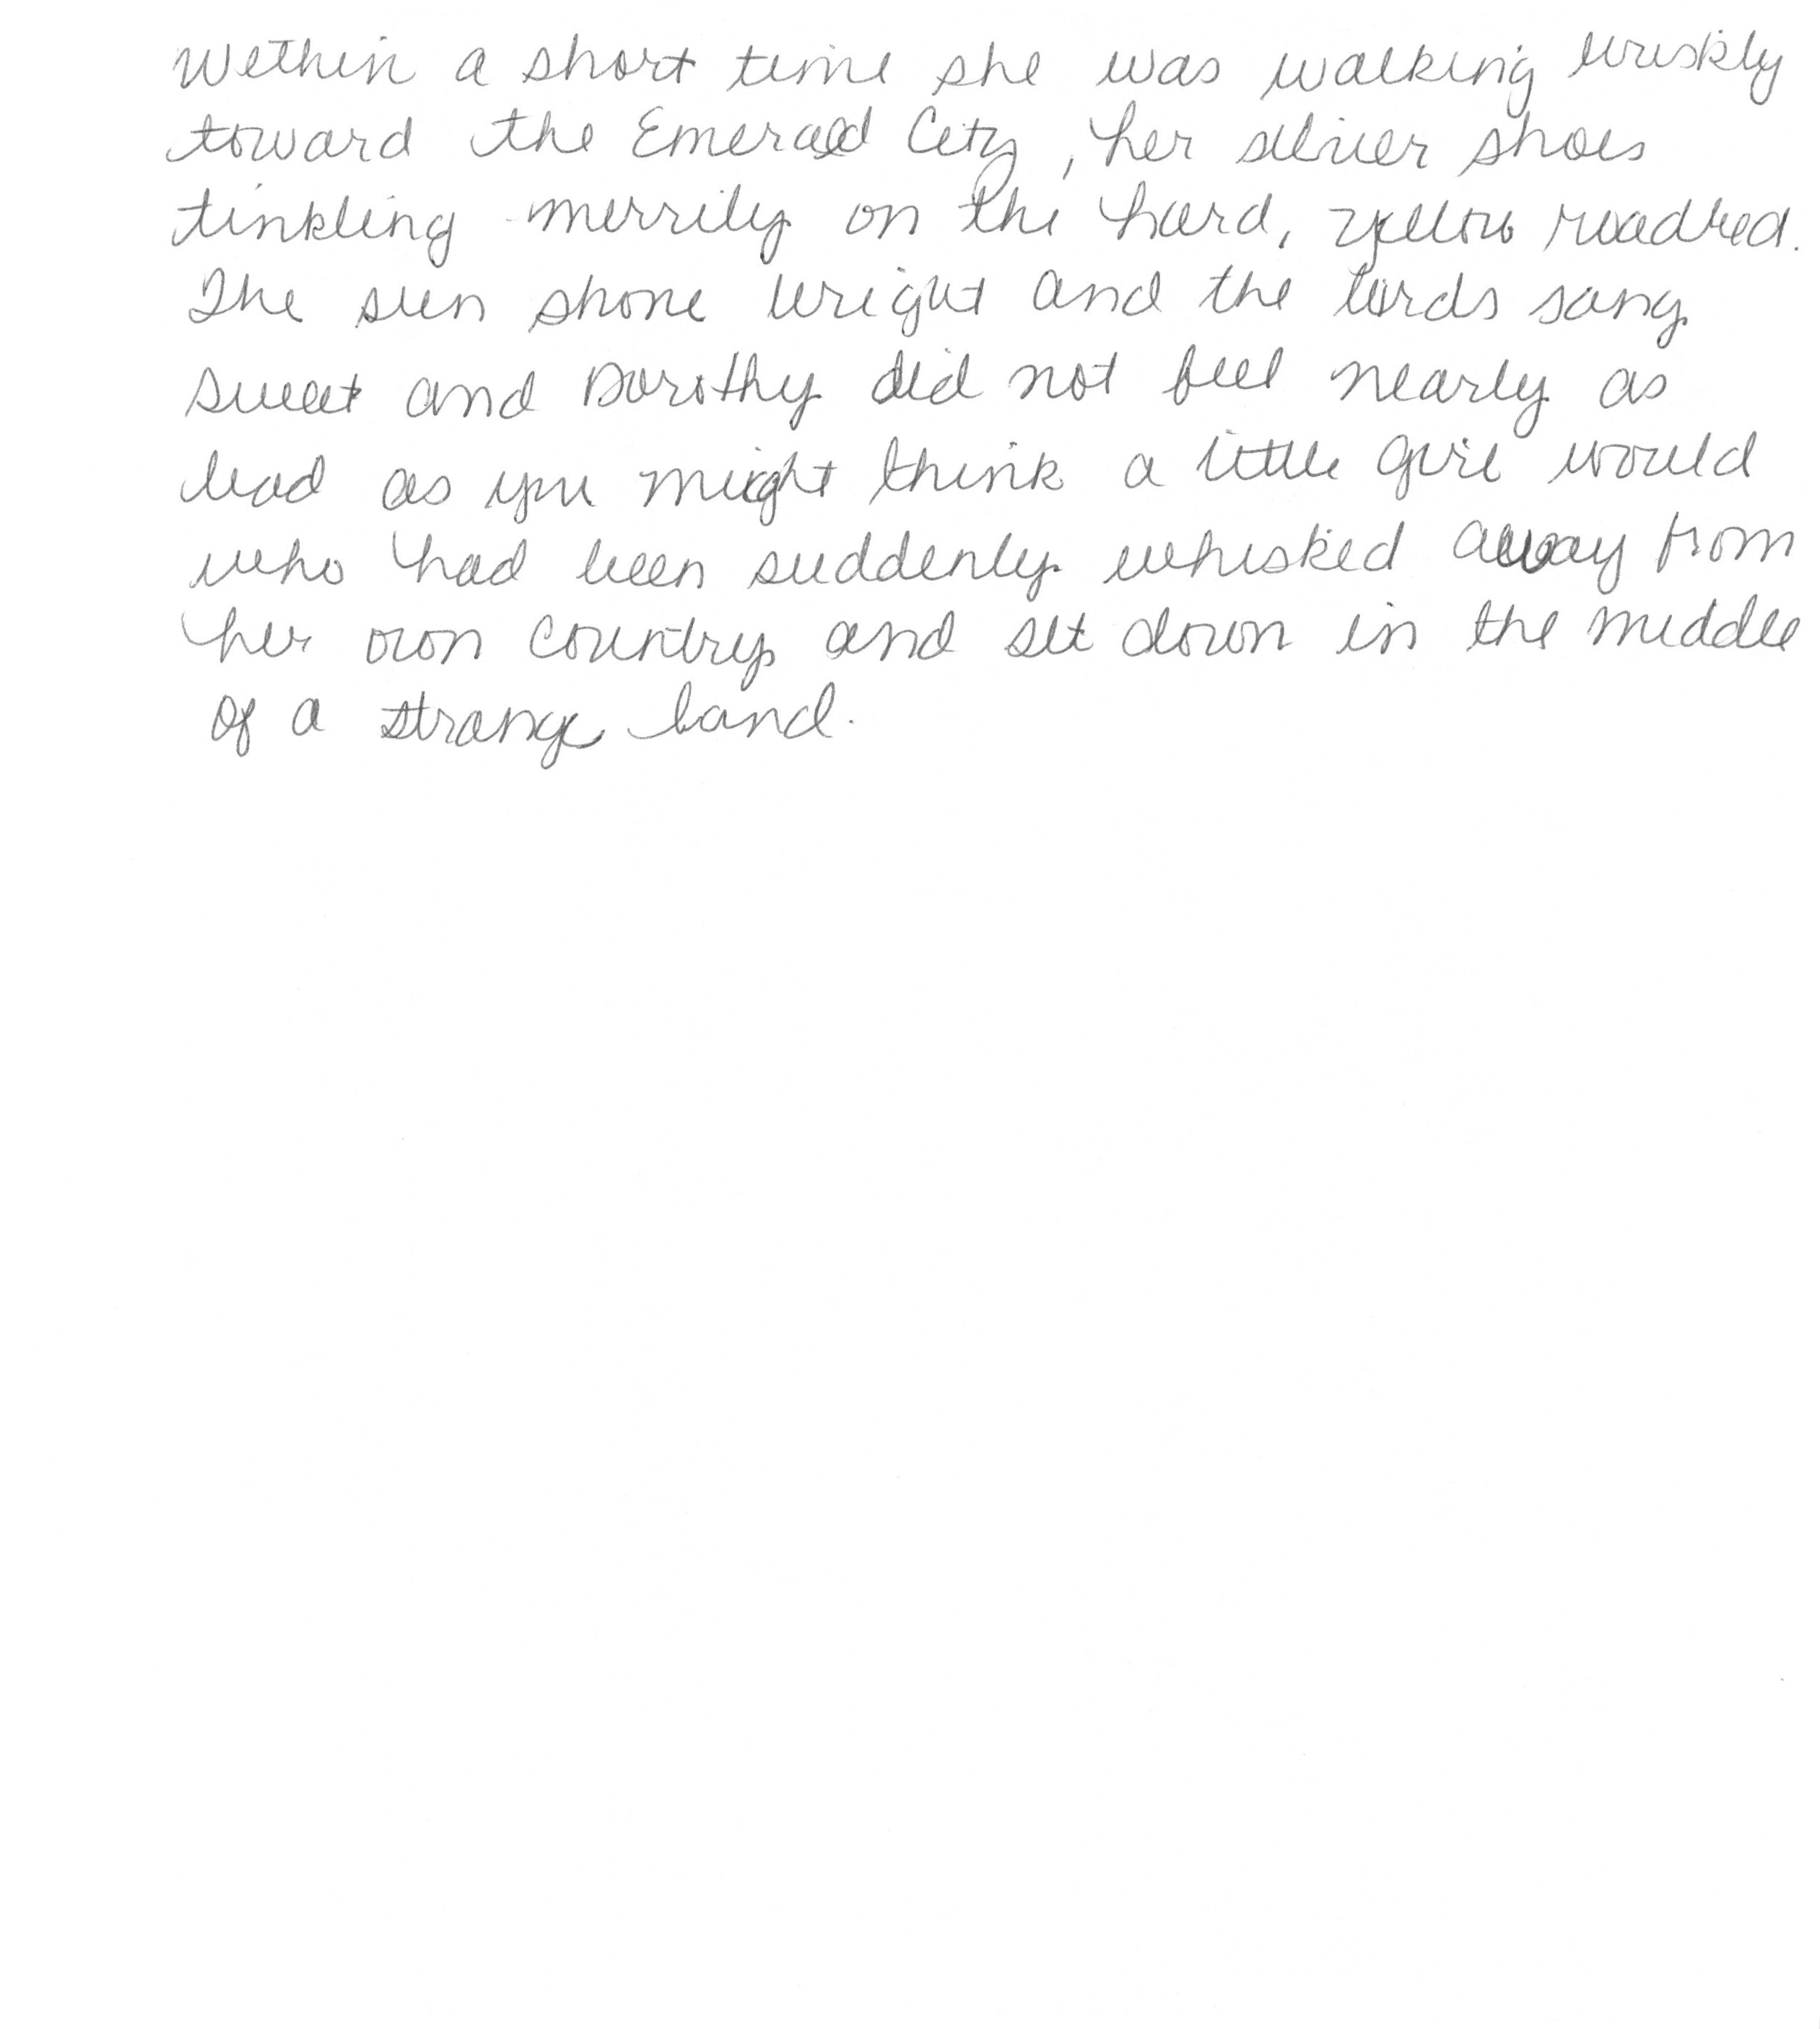 Within a short time she was walking briskly
toward the Emerald City, her silver shoes
tinkling merrily on the hard, yellow roadbed.
The sun shone bright and the birds sang
sweet and Dorothy did not feel nearly as
bad as you might think a little girl would
who had been suddenly whisked away from
her own country and set down in the middle
of a strange land.